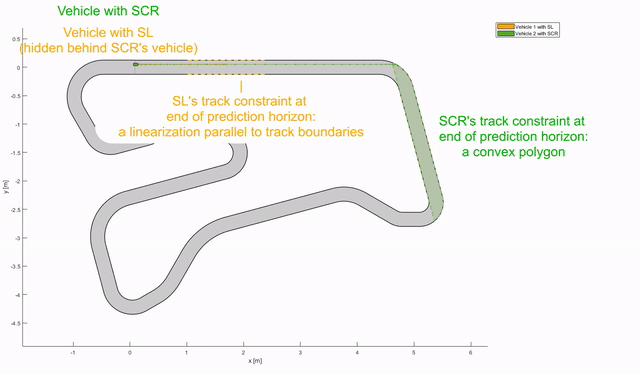 Vehicle with SCR
Vehicle with SL
(hidden behind SCR's vehicle)
Vehicle 1 with SL
Vehicle 2 with SCR
SL's track constraint at
end of prediction horizon:
a linearization parallel to track boundaries
SCR's track constraint at
end of prediction horizon:
a convex polygon
y [m]
0.5
0
-0.5
-1
-1.5
-2
-2.5
-3
-3.5
-4
-4.5
-1
0
1
2
3
4
5
6
x [m]